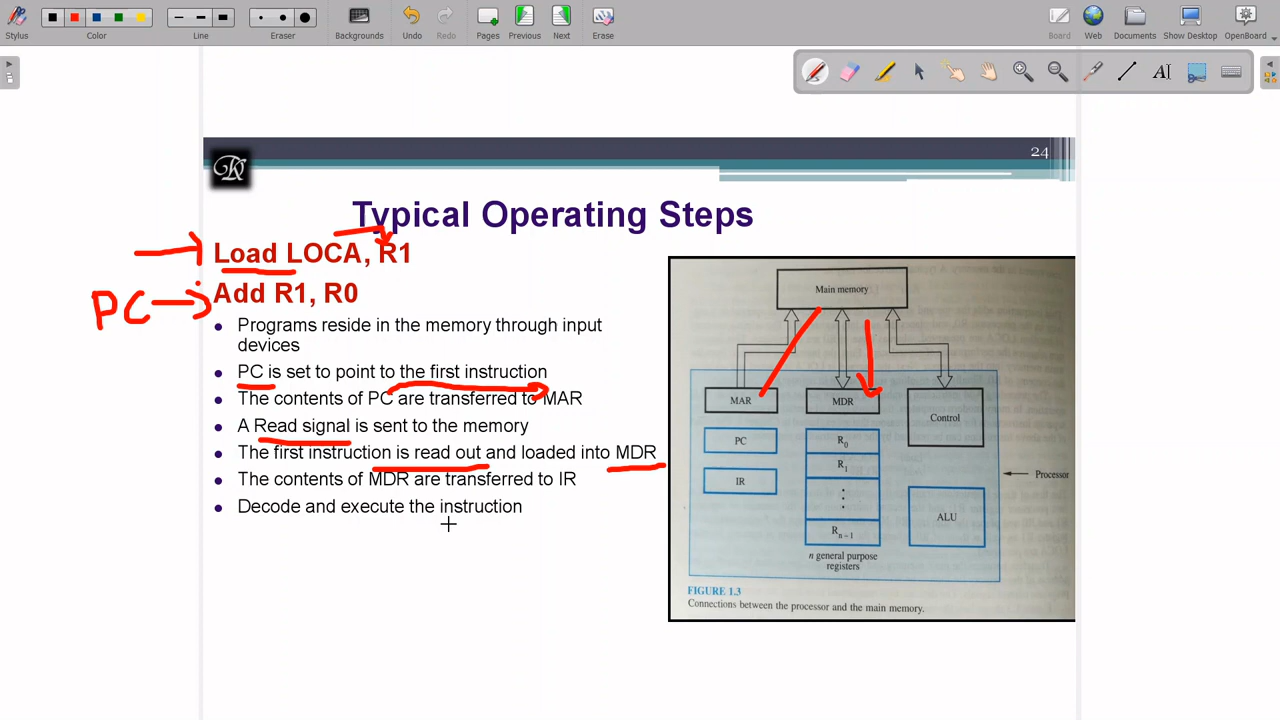 Stylus
Color
Line
Eraser
Backgrounds
Undo
Redo
Pages
Previous
Next
Erase
Board
Web
Documents
Show Desktop
OpenBoard
24
Typical Operating Steps
Load LOCA, R1
PC
Add R1, R0
Programs reside in the memory through input
devices
PC is set to point to the first instruction
The contents of PC are transferred to MAR
A Read signal is sent to the memory
The first instruction is read out and loaded into MDR
The contents of MDR are transferred to IR
Decode and execute the instruction
Main memory
MAR
MDR
Control
PC
R0
IR
R1
Processor
ALU
Rn-1
n general purpose
registers
FIGURE 1.3
Connections between the processor and the main memory.